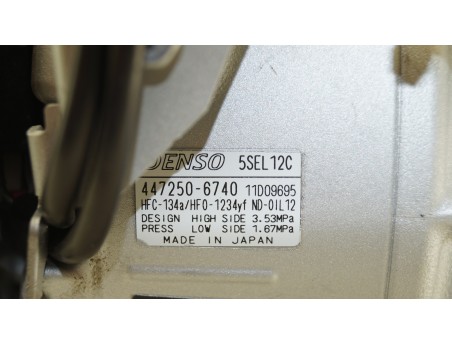 DENSO 5SEL12C
447250-6740 11D09695
HFC-134a/HFO-1234yf ND-OIL12
DESIGN HIGH SIDE 3.53MPa
PRESS LOW SIDE 1.67MPa
MADE IN JAPAN